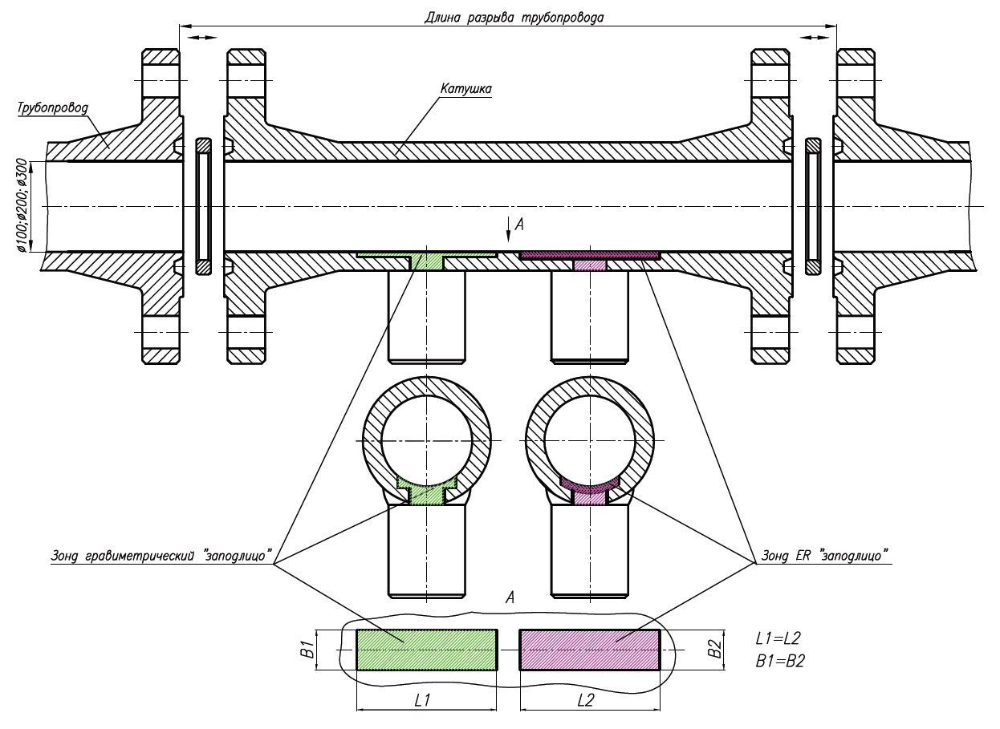 Длина разрыва трубопровода
Катушка
Трубопровод
ø100;ø200;ø300
А
Зонд гравиметрический "заподлицо"
Зонд ER "заподлицо"
А
B1
B2
L1=L2
B1=B2
L1
L2